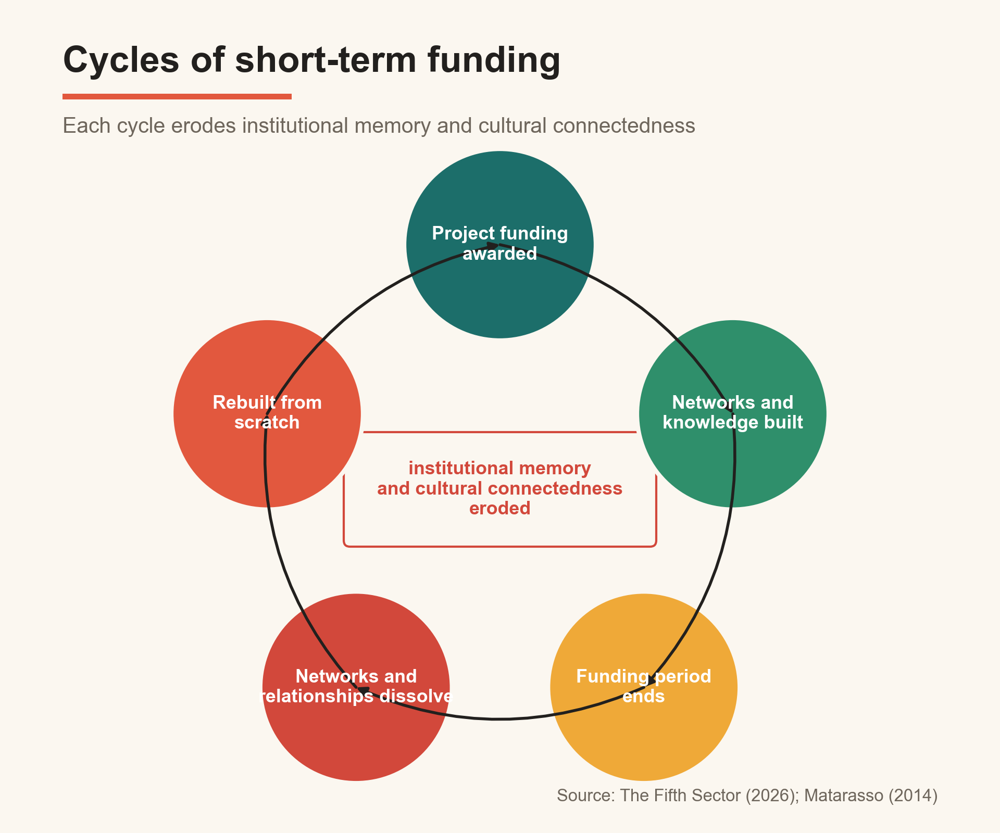 Cycles of short-term funding
Each cycle erodes institutional memory and cultural connectedness
Project funding
awarded
Networks and
knowledge built
Funding period
ends
Networks and
relationships dissolve
Rebuilt from
scratch
institutional memory
and cultural connectedness
eroded
Source: The Fifth Sector (2026); Matarasso (2014)